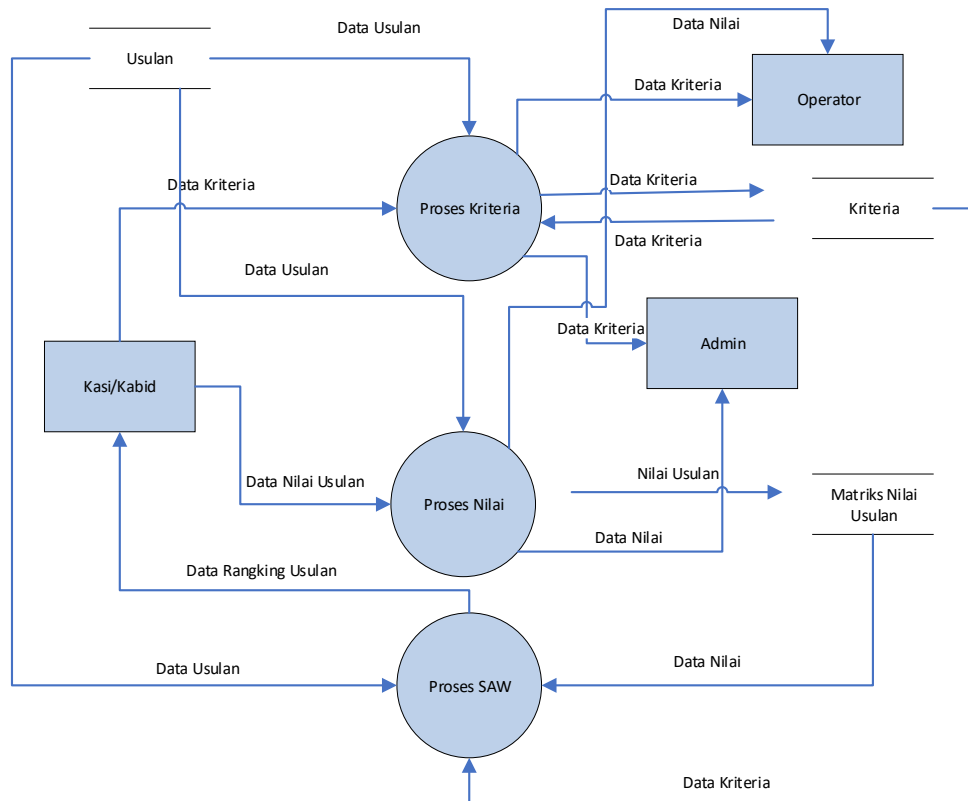 Data Usulan
Data Nilai
Usulan
Data Kriteria
Operator
Data Kriteria
Data Kriteria
Proses Kriteria
Kriteria
Data Kriteria
Data Usulan
Data Kriteria
Admin
Kasi/Kabid
Data Nilai Usulan
Proses Nilai
Nilai Usulan
Matriks Nilai
Usulan
Data Nilai
Data Rangking Usulan
Data Usulan
Proses SAW
Data Nilai
Data Kriteria